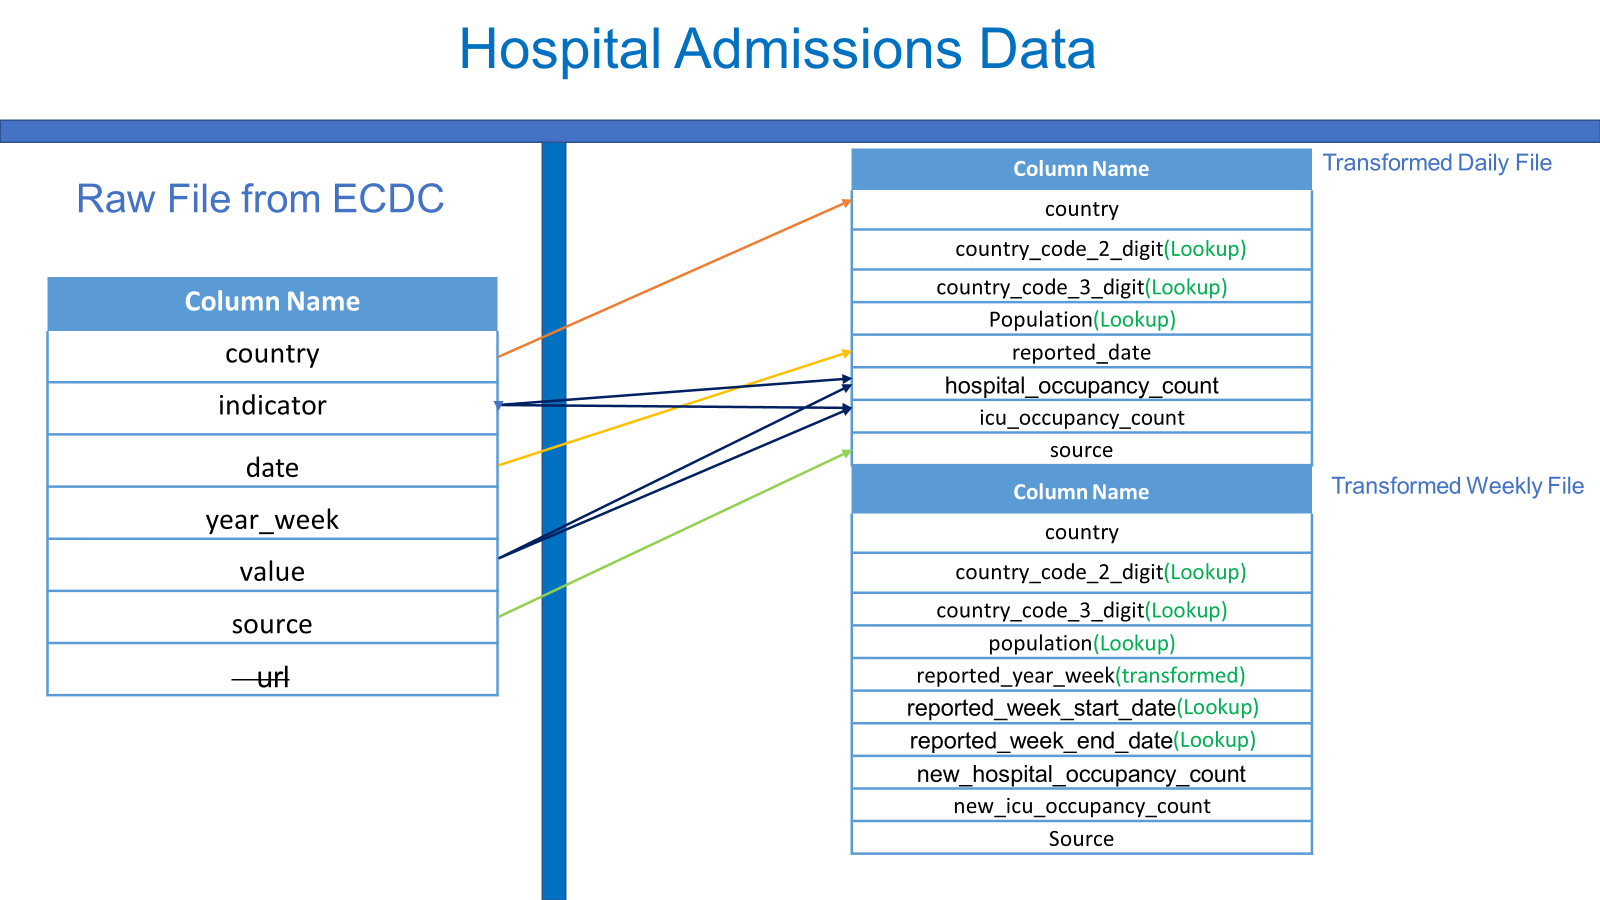 Hospital Admissions Data
Raw File from ECDC
Column Name
country
indicator
date
year_week
value
source
url
Transformed Daily File
Column Name
country
country_code_2_digit(Lookup)
country_code_3_digit(Lookup)
Population(Lookup)
reported_date
hospital_occupancy_count
icu_occupancy_count
source
Transformed Weekly File
Column Name
country
country_code_2_digit(Lookup)
country_code_3_digit(Lookup)
population(Lookup)
reported_year_week(transformed)
reported_week_start_date(Lookup)
reported_week_end_date(Lookup)
new_hospital_occupancy_count
new_icu_occupancy_count
Source